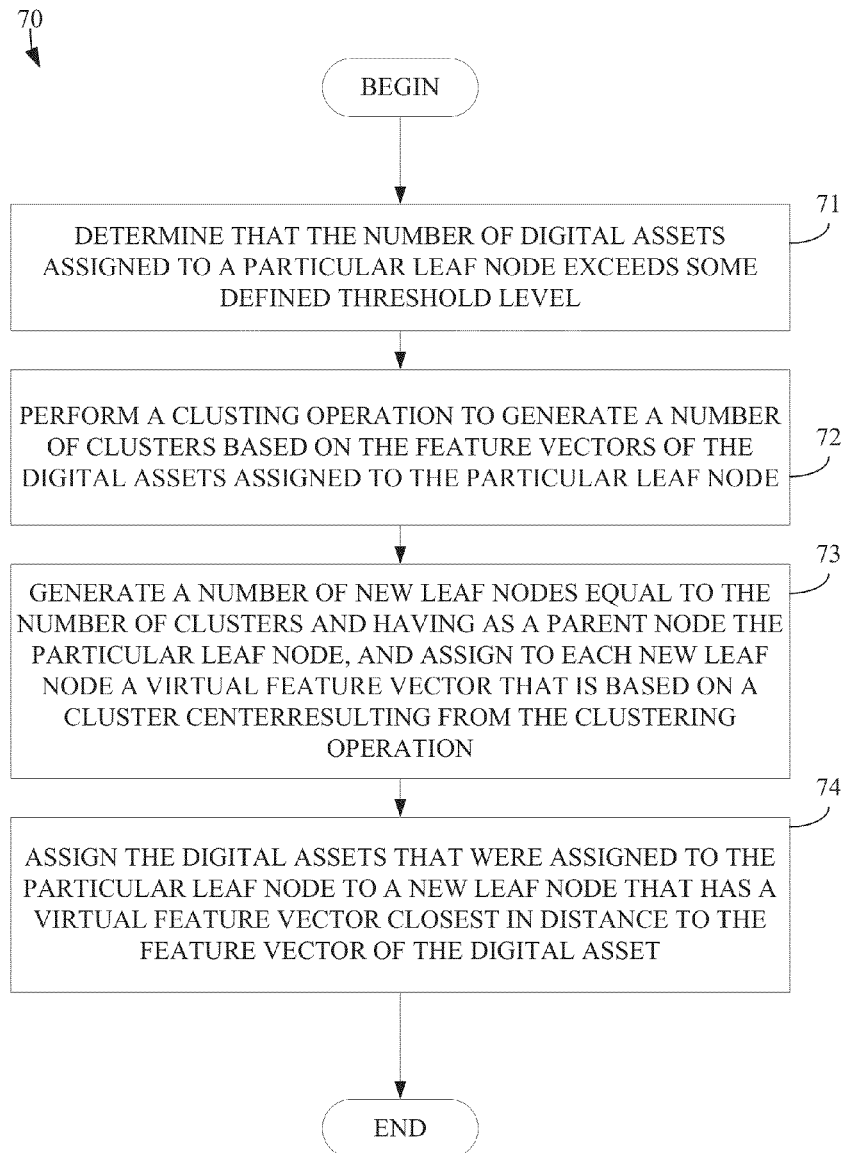 70
BEGIN
71
DETERMINE THAT THE NUMBER OF DIGITAL ASSETS
ASSIGNED TO A PARTICULAR LEAF NODE EXCEEDS SOME
DEFINED THRESHOLD LEVEL
PERFORM A CLUSTING OPERATION TO GENERATE A NUMBER
OF CLUSTERS BASED ON THE FEATURE VECTORS OF THE
DIGITAL ASSETS ASSIGNED TO THE PARTICULAR LEAF NODE
72
73
GENERATE A NUMBER OF NEW LEAF NODES EQUAL TO THE
NUMBER OF CLUSTERS AND HAVING AS A PARENT NODE THE
PARTICULAR LEAF NODE, AND ASSIGN TO EACH NEW LEAF
NODE A VIRTUAL FEATURE VECTOR THAT IS BASED ON A
CLUSTER CENTERRESULTING FROM THE CLUSTERING
OPERATION
74
ASSIGN THE DIGITAL ASSETS THAT WERE ASSIGNED TO THE
PARTICULAR LEAF NODE TO A NEW LEAF NODE THAT HAS A
VIRTUAL FEATURE VECTOR CLOSEST IN DISTANCE TO THE
FEATURE VECTOR OF THE DIGITAL ASSET
END